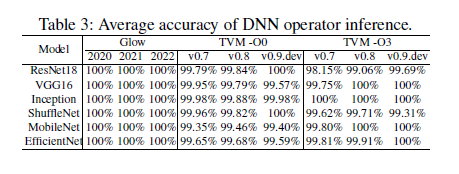 Table 3: Average accuracy of DNN operator inference.
Model Glow TVM -O0 TVM -O3
2020 2021 2022 v0.7 v0.8 v0.9.dev v0.7 v0.8 v0.9.dev
ResNet18 100% 100% 100% 99.79% 99.84% 100% 98.15% 99.06% 99.69%
VGG16 100% 100% 100% 99.95% 99.79% 99.57% 99.75% 100% 100%
Inception 100% 100% 100% 99.98% 99.88% 99.98% 100% 100% 100%
ShuffleNet 100% 100% 100% 99.96% 99.82% 100% 99.62% 99.71% 99.31%
MobileNet 100% 100% 100% 99.35% 99.46% 99.40% 99.80% 100% 100%
EfficientNet 100% 100% 100% 99.65% 99.68% 99.59% 99.81% 99.91% 100%